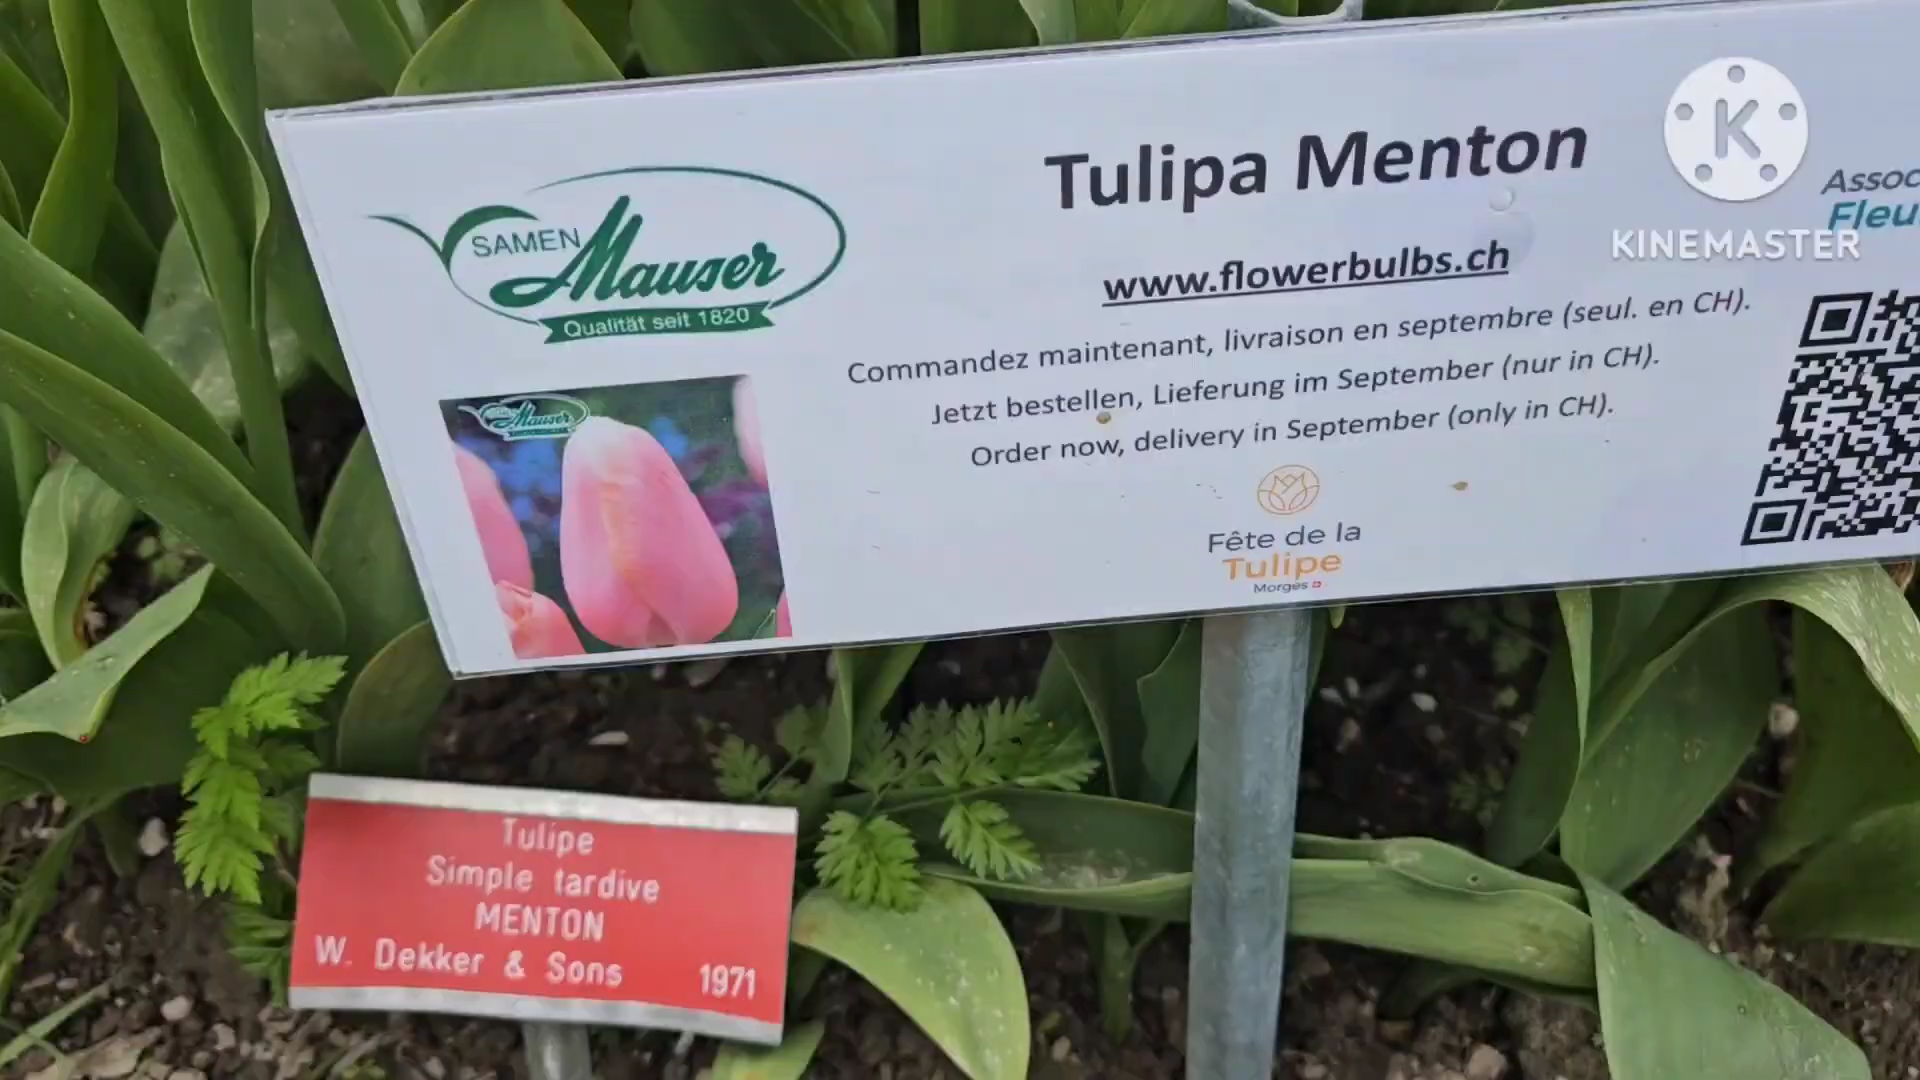 SAMEN
Mauser
Qualität seit 1820
Mauser
Tulipa Menton
www.flowerbulbs.ch
Commandez maintenant, livraison en septembre (seul. en CH).
Jetzt bestellen, Lieferung im September (nur in CH).
Order now, delivery in September (only in CH).
Fête de la
Tulipe
Morges
K
KINEMASTER
Tulipe
Simple tardive
MENTON
W. Dekker & Sons 1971